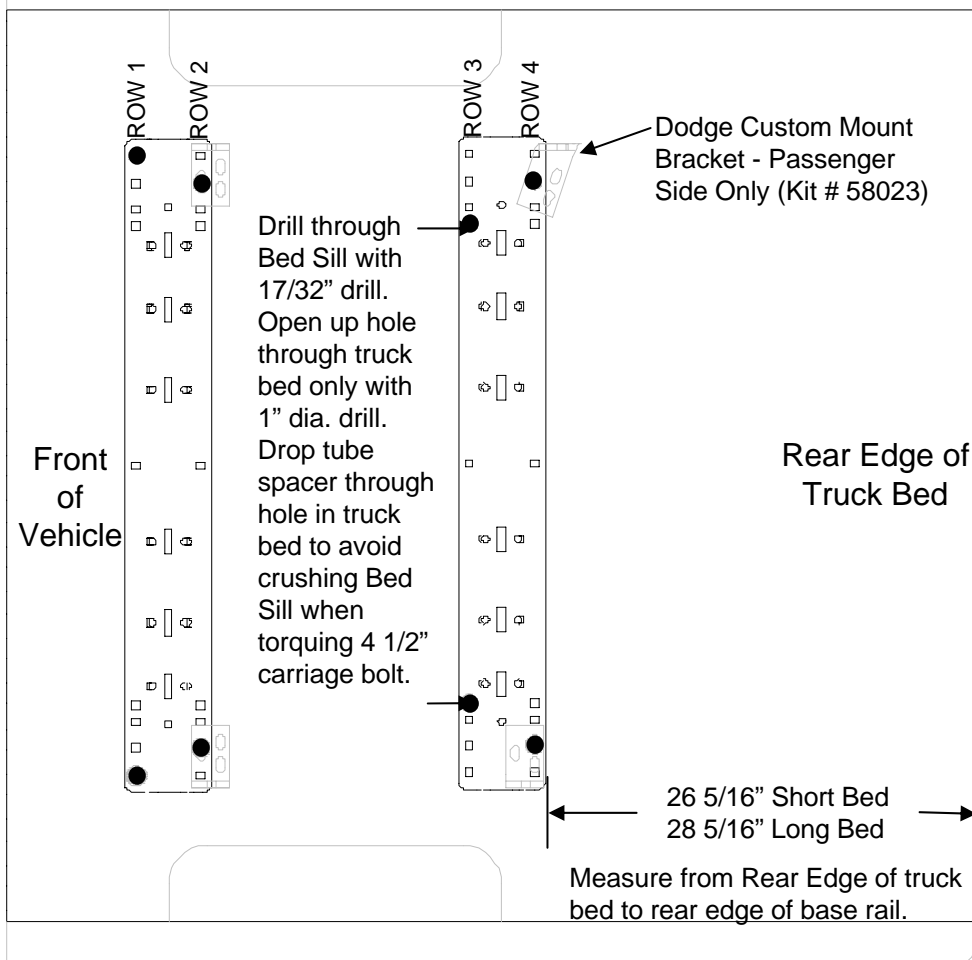 ROW 1
ROW 2
ROW 3
ROW 4
Dodge Custom Mount
Bracket - Passenger
Side Only (Kit # 58023)
Drill through
Bed Sill with
17/32” drill.
Open up hole
through truck
bed only with
1” dia. drill.
Drop tube
spacer through
hole in truck
bed to avoid
crushing Bed
Sill when
torquing 4 1/2”
carriage bolt.
Front
of
Vehicle
Rear Edge of
Truck Bed
26 5/16” Short Bed
28 5/16” Long Bed
Measure from Rear Edge of truck
bed to rear edge of base rail.